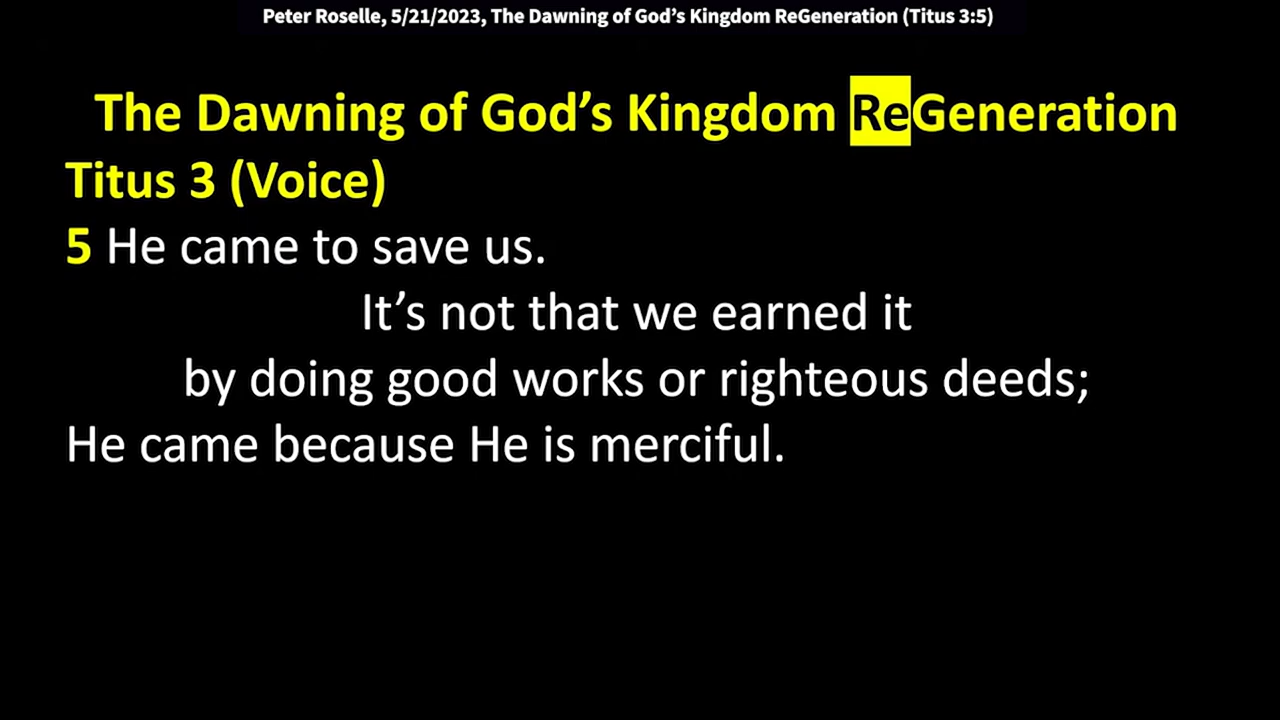 Peter Roselle, 5/21/2023, The Dawning of God’s Kingdom ReGeneration (Titus 3:5)
The Dawning of God’s Kingdom ReGeneration
Titus 3 (Voice)
5 He came to save us.
It’s not that we earned it
by doing good works or righteous deeds;
He came because He is merciful.